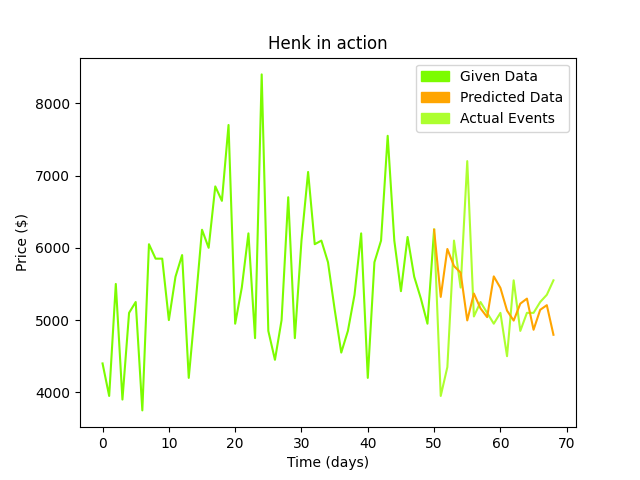 Henk in action
Given Data
Predicted Data
Actual Events
Price ($)
8000
7000
6000
5000
4000
0 10 20 30 40 50 60 70
Time (days)